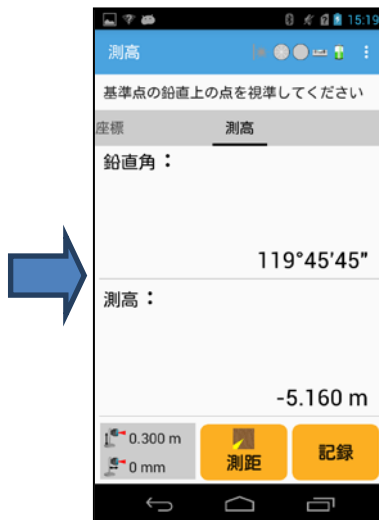 15:19
測高
基準点の鉛直上の点を視準してください
座標 測高
鉛直角：
119°45'45"
測高：
-5.160 m
0.300 m
0 mm
測距
記録